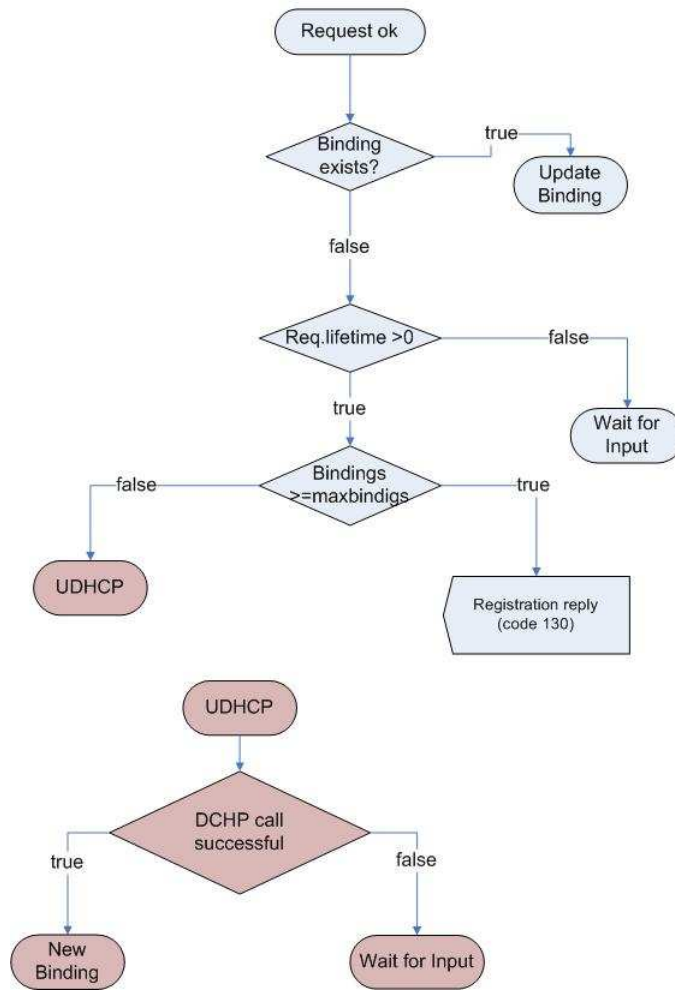 Request ok
Binding
exists?
true
Update
Binding
false
Req.lifetime >0
false
true
Wait for
Input
Bindings
>=maxbindigs
false
true
UDHCP
Registration reply
(code 130)
UDHCP
DCHP call
successful
true
false
New
Binding
Wait for Input